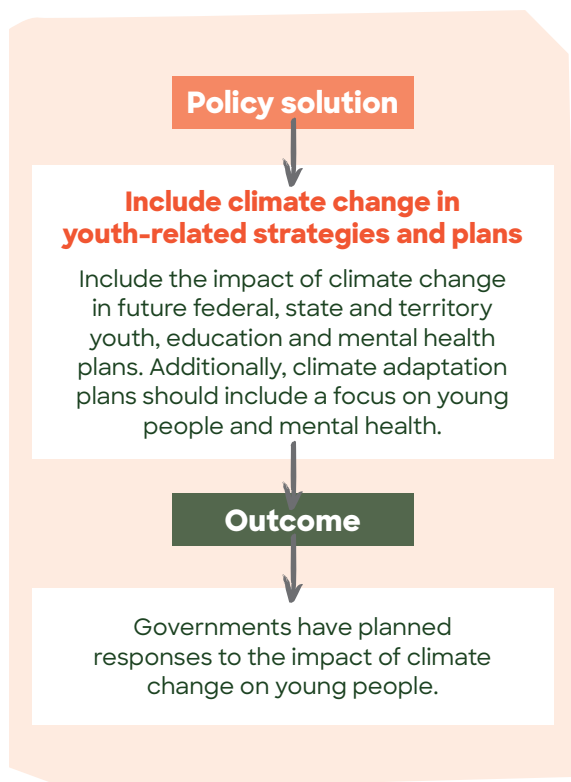 Policy solution
Include climate change in
youth-related strategies and plans
Include the impact of climate change
in future federal, state and territory
youth, education and mental health
plans. Additionally, climate adaptation
plans should include a focus on young
people and mental health.
Outcome
Governments have planned
responses to the impact of climate
change on young people.